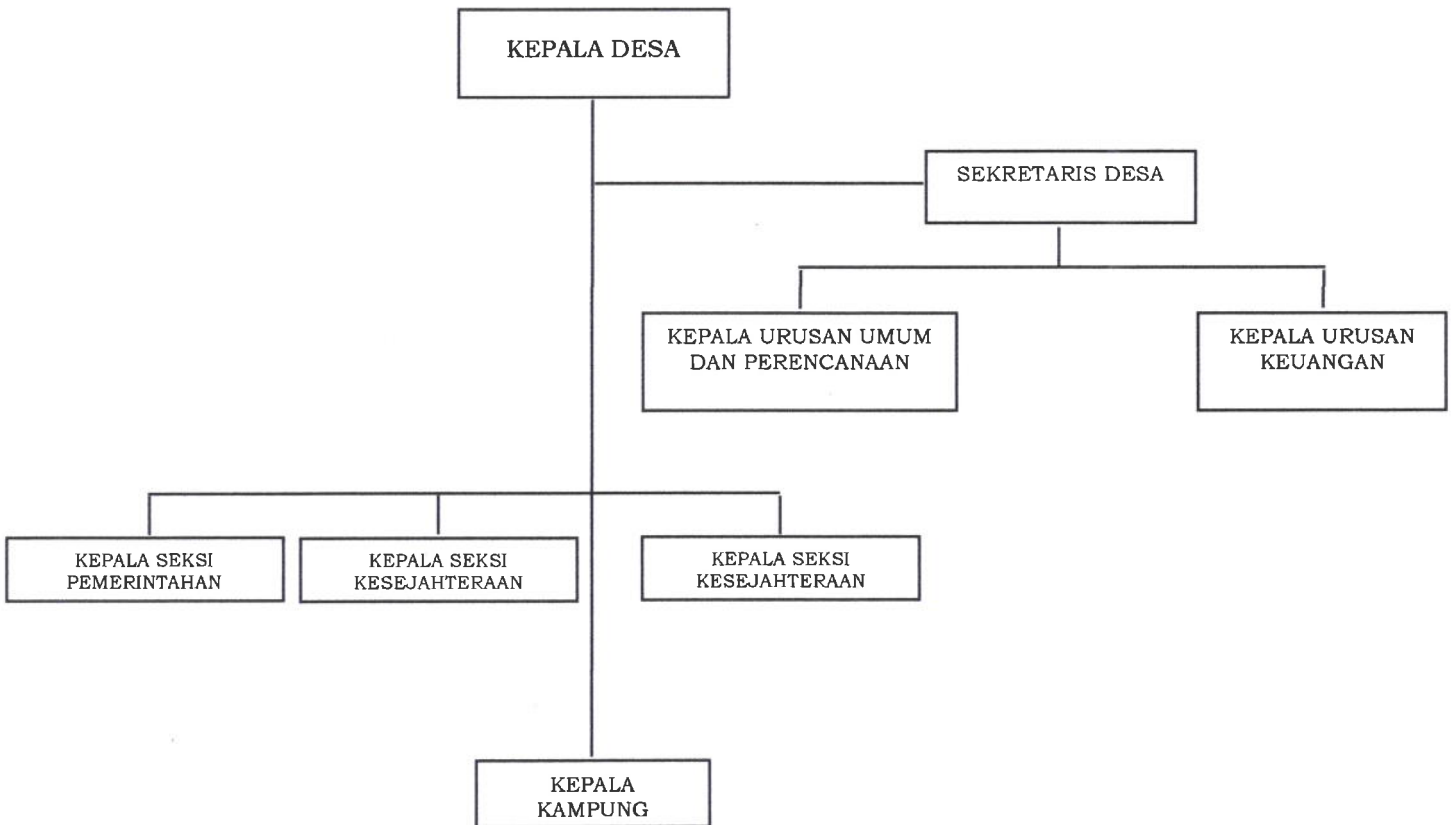 KEPALA DESA
SEKRETARIS DESA
KEPALA URUSAN UMUM
DAN PERENCANAAN
KEPALA URUSAN
KEUANGAN
KEPALA SEKSI
PEMERINTAHAN
KEPALA SEKSI
KESEJAHTERAAN
KEPALA SEKSI
KESEJAHTERAAN
KEPALA
KAMPUNG